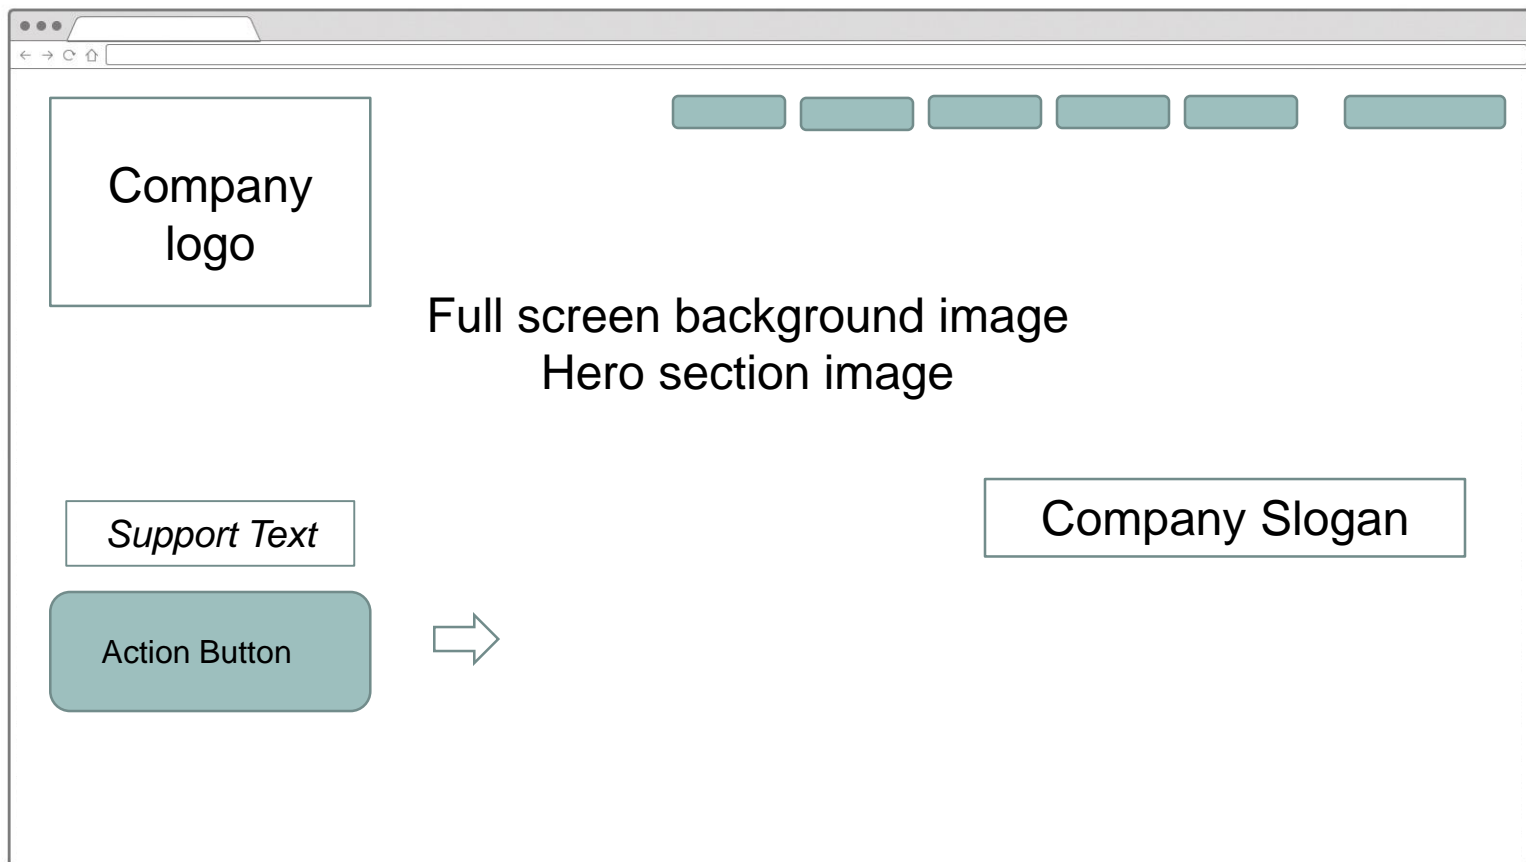 Company
logo
Full screen background image
Hero section image
Support Text
Company Slogan
Action Button